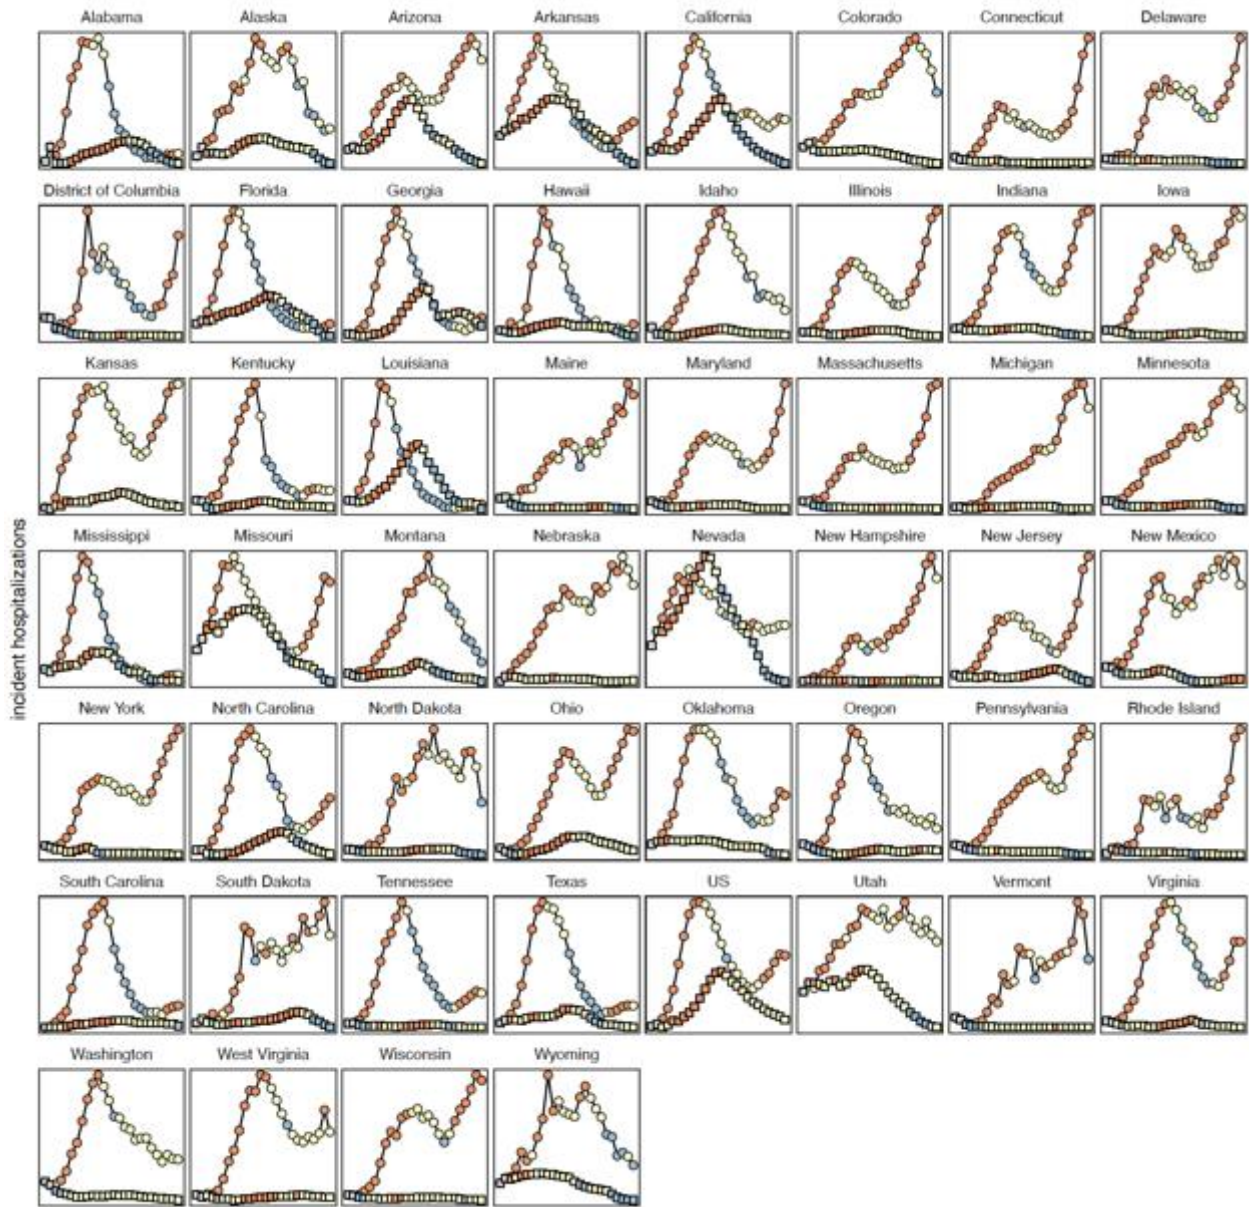 Alabama Alaska Arizona Arkansas California Colorado Connecticut Delaware
District of Columbia Florida Georgia Hawaii Idaho Illinois Indiana Iowa
Kansas Kentucky Louisiana Maine Maryland Massachusetts Michigan Minnesota
incident hospitalizations
Mississippi Missouri Montana Nebraska Nevada New Hampshire New Jersey New Mexico
New York North Carolina North Dakota Ohio Oklahoma Oregon Pennsylvania Rhode Island
South Carolina South Dakota Tennessee Texas US Utah Vermont Virginia
Washington West Virginia Wisconsin Wyoming